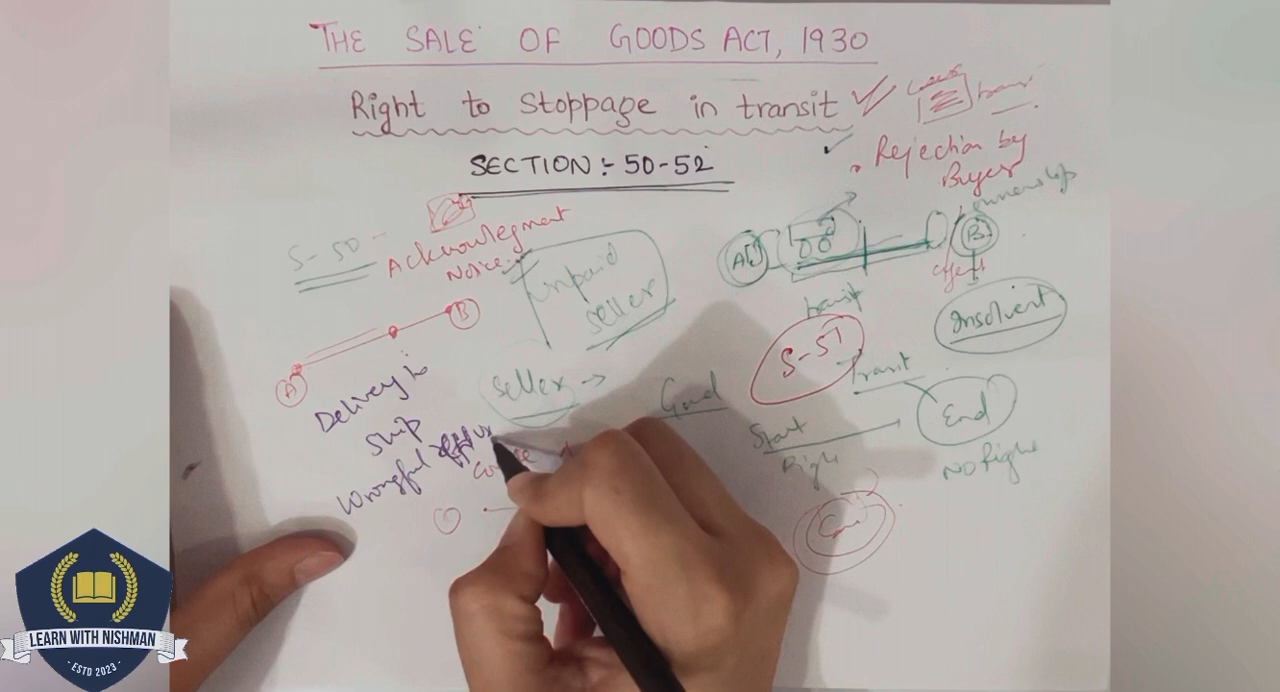 THE SALE OF GOODS ACT, 1930
Right to Stoppage in transit
SECTION:- 50-52
• Rejection by
Buyer
ownership
S-50
Acknowlegment
Notice
Unpaid
seller
A
B
A
B
transit
Insolvent
S-51
Transit
Delivery to
Ship
Wrongful
seller →
Good
Start
Right
End
No Right
LEARN WITH NISHMAN
- ESTD 2023 -